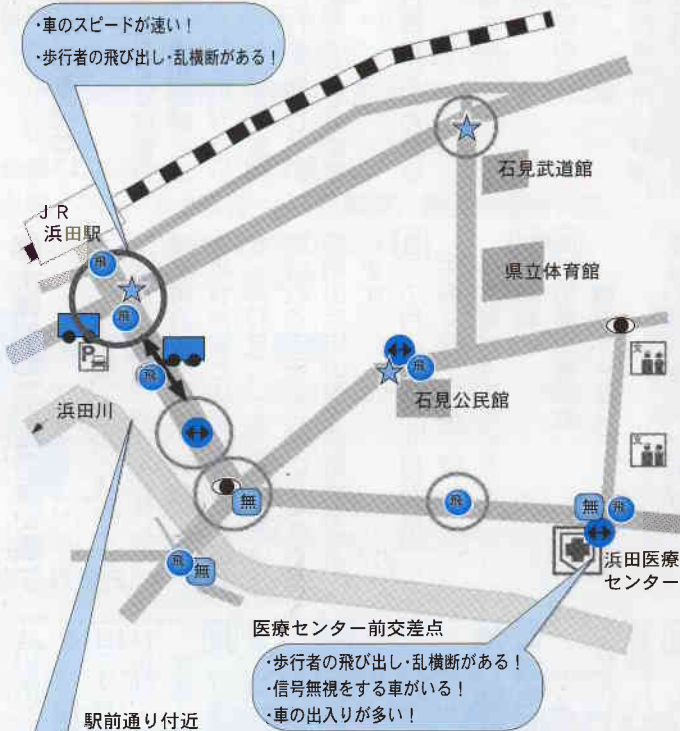 ・車のスピードが速い！
・歩行者の飛び出し・乱横断がある！
石見武道館
JR
浜田駅
飛
県立体育館
飛
P
飛
飛
石見公民館
文
浜田川
文
無
飛
無
飛
飛
無
浜田医療
センター
医療センター前交差点
・歩行者の飛び出し・乱横断がある！
・信号無視をする車がいる！
・車の出入りが多い！
駅前通り付近